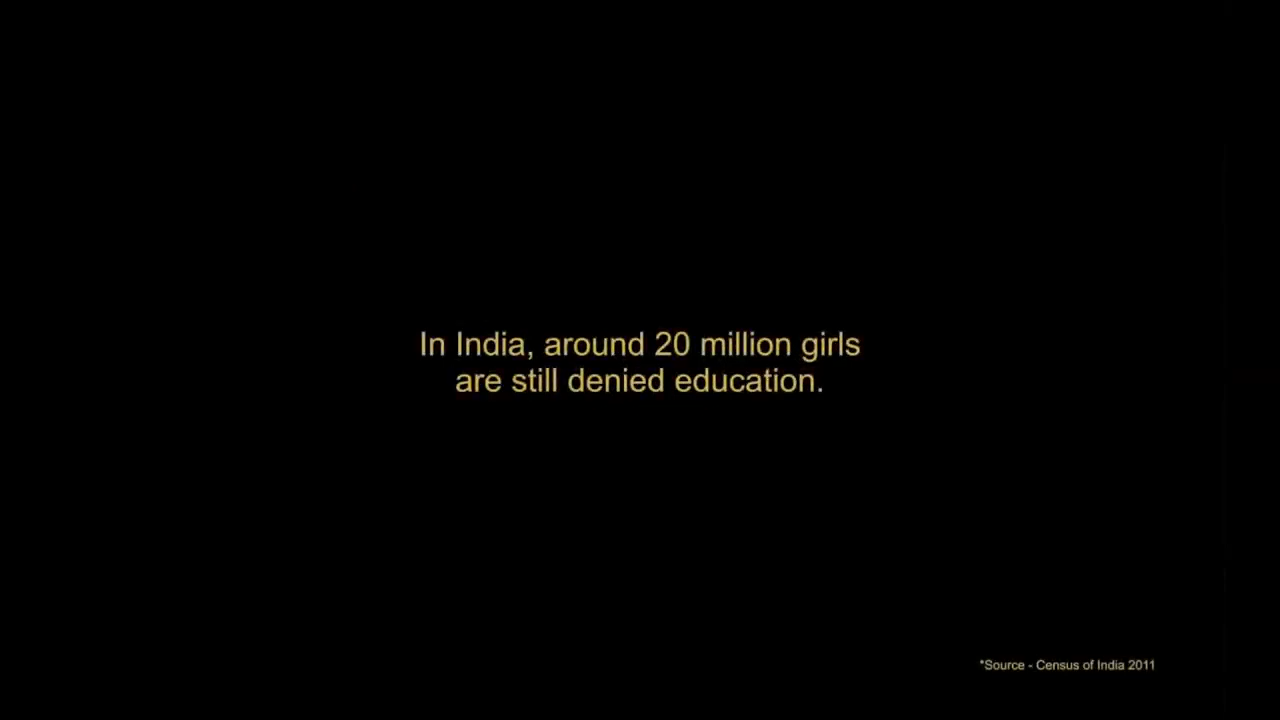 In India, around 20 million girls
are still denied education.
*Source - Census of India 2011